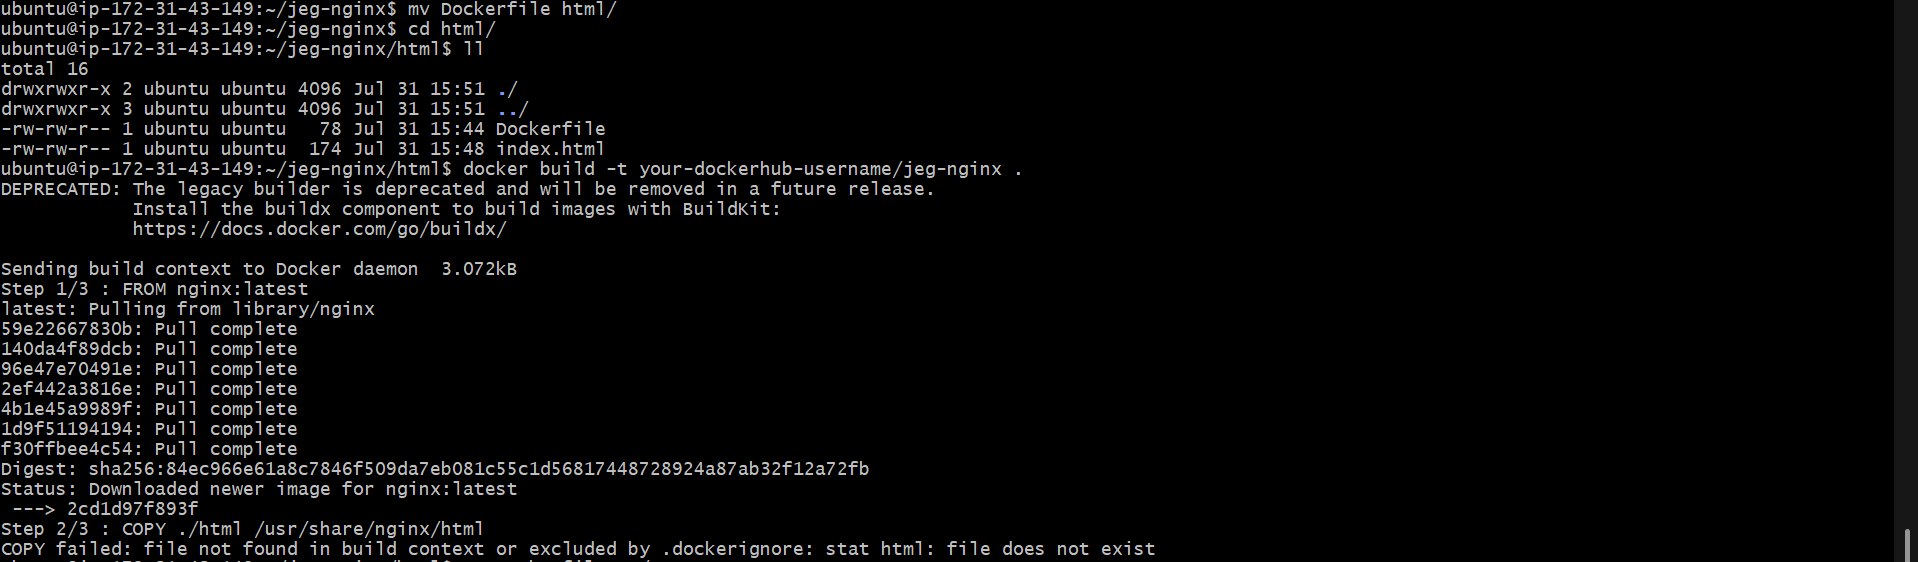 ubuntu@ip-172-31-43-149:~/jeg-nginx$ mv Dockerfile html/
ubuntu@ip-172-31-43-149:~/jeg-nginx$ cd html/
ubuntu@ip-172-31-43-149:~/jeg-nginx/html$ ll
total 16
drwxrwxr-x 2 ubuntu ubuntu 4096 Jul 31 15:51 ./
drwxrwxr-x 3 ubuntu ubuntu 4096 Jul 31 15:51 ../
-rw-rw-r-- 1 ubuntu ubuntu   78 Jul 31 15:44 Dockerfile
-rw-rw-r-- 1 ubuntu ubuntu  174 Jul 31 15:48 index.html
ubuntu@ip-172-31-43-149:~/jeg-nginx/html$ docker build -t your-dockerhub-username/jeg-nginx .
DEPRECATED: The legacy builder is deprecated and will be removed in a future release.
            Install the buildx component to build images with BuildKit:
            https://docs.docker.com/go/buildx/
Sending build context to Docker daemon  3.072kB
Step 1/3 : FROM nginx:latest
latest: Pulling from library/nginx
59e22667830b: Pull complete
140da4f89dcb: Pull complete
96e47e70491e: Pull complete
2ef442a3816e: Pull complete
4b1e45a9989f: Pull complete
1d9f51194194: Pull complete
f30ffbee4c54: Pull complete
Digest: sha256:84ec966e61a8c7846f509da7eb081c55c1d56817448728924a87ab32f12a72fb
Status: Downloaded newer image for nginx:latest
 ---> 2cd1d97f893f
Step 2/3 : COPY ./html /usr/share/nginx/html
COPY failed: file not found in build context or excluded by .dockerignore: stat html: file does not exist